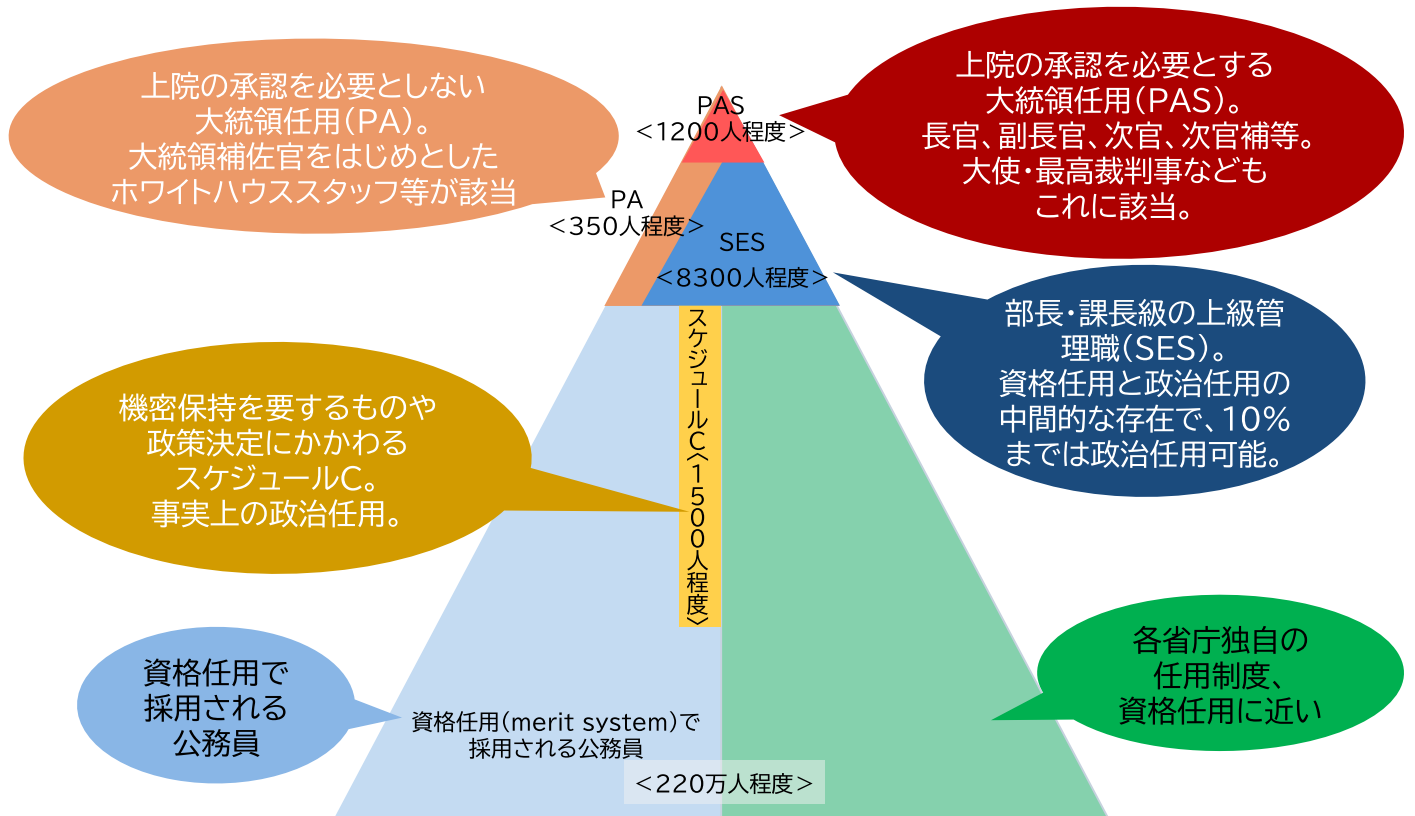 上院の承認を必要としない
大統領任用（PA）。
大統領補佐官をはじめとした
ホワイトハウススタッフ等が該当
上院の承認を必要とする
大統領任用（PAS）。
長官、副長官、次官、次官補等。
大使・最高裁判事なども
これに該当。
PAS
＜1200人程度＞
PA
＜350人程度＞
SES
＜8300人程度＞
部長・課長級の上級管
理職（SES）。
資格任用と政治任用の
中間的な存在で、10％
までは政治任用可能。
スケジュールC〈1500人程度〉
機密保持を要するものや
政策決定にかかわる
スケジュールC。
事実上の政治任用。
資格任用で
採用される
公務員
資格任用（merit system）で
採用される公務員
各省庁独自の
任用制度、
資格任用に近い
＜220万人程度＞